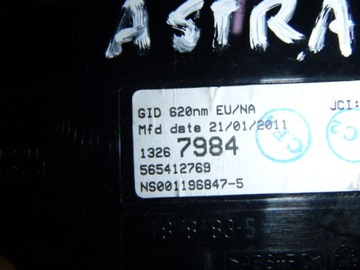 ASTRA
GID 620nm EU/NA
JCI:
Mfd date 21/01/2011
1326 7984
565412769
NS001196847-5